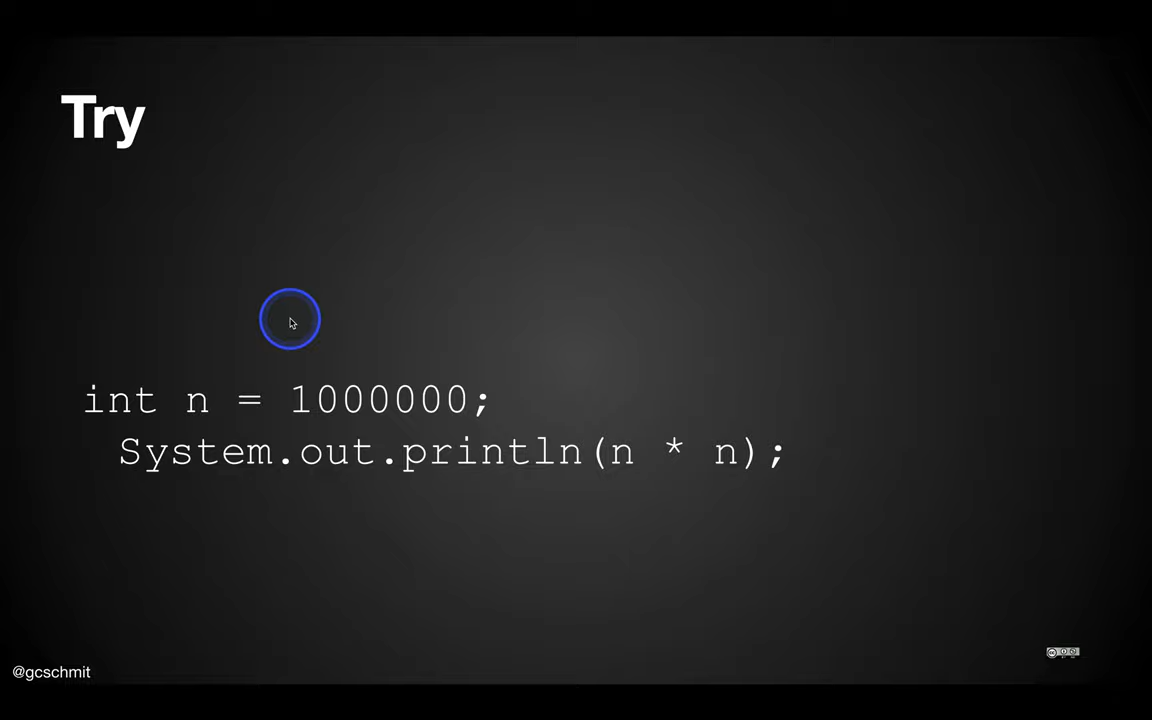 Try
int n = 1000000;
System.out.println(n * n);
@gcschmit